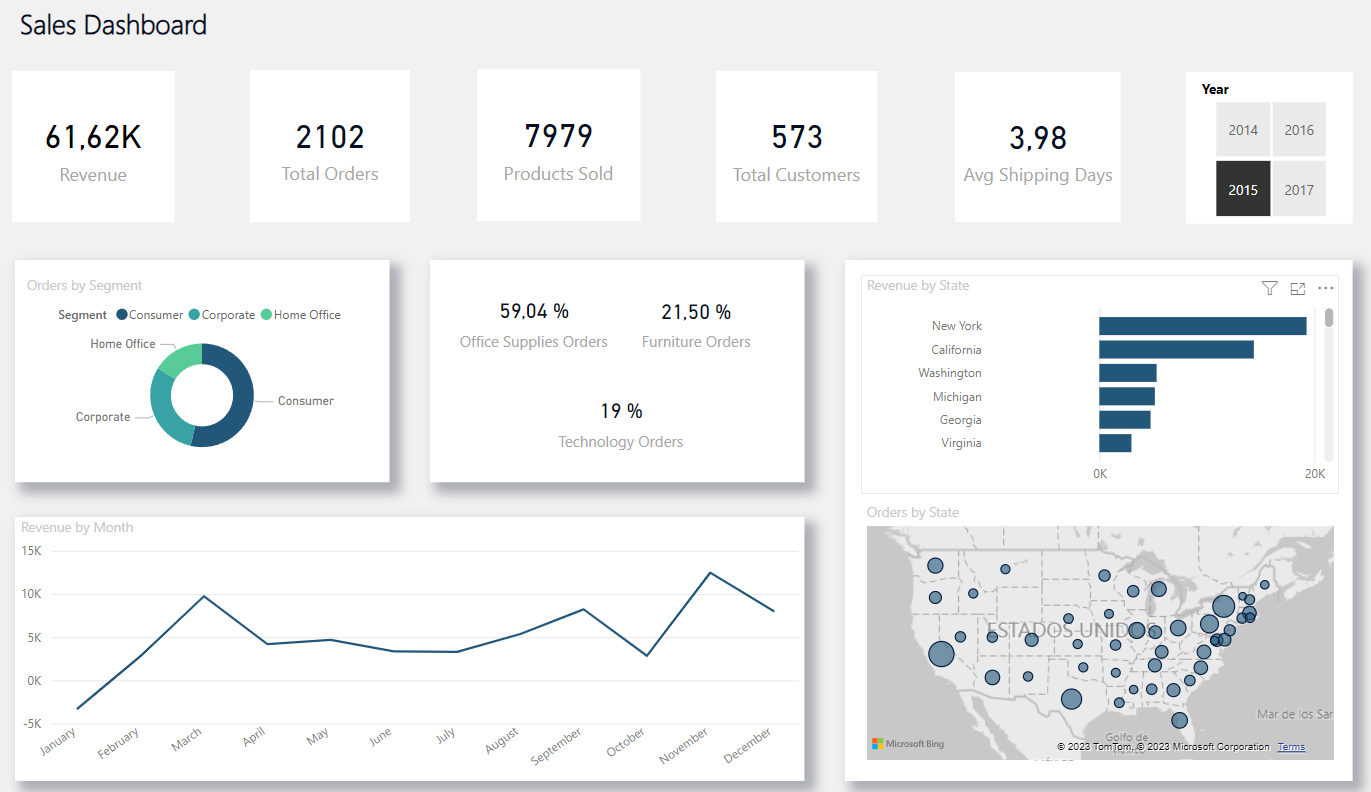 Sales Dashboard
61,62K
Revenue
2102
Total Orders
7979
Products Sold
573
Total Customers
3,98
Avg Shipping Days
Year
2014
2016
2015
2017
Orders by Segment
Segment Consumer Corporate Home Office
Home Office
Corporate
Consumer
59,04 %
Office Supplies Orders
21,50 %
Furniture Orders
19 %
Technology Orders
Revenue by State
New York
California
Washington
Michigan
Georgia
Virginia
0K 20K
Revenue by Month
15K
10K
5K
0K
-5K
January February March April May June July August September October November December
Orders by State
ESTADOS UNIDOS
Mar de los Sar
Golfo de
MÉXICO
Microsoft Bing
© 2023 TomTom, © 2023 Microsoft Corporation Terms